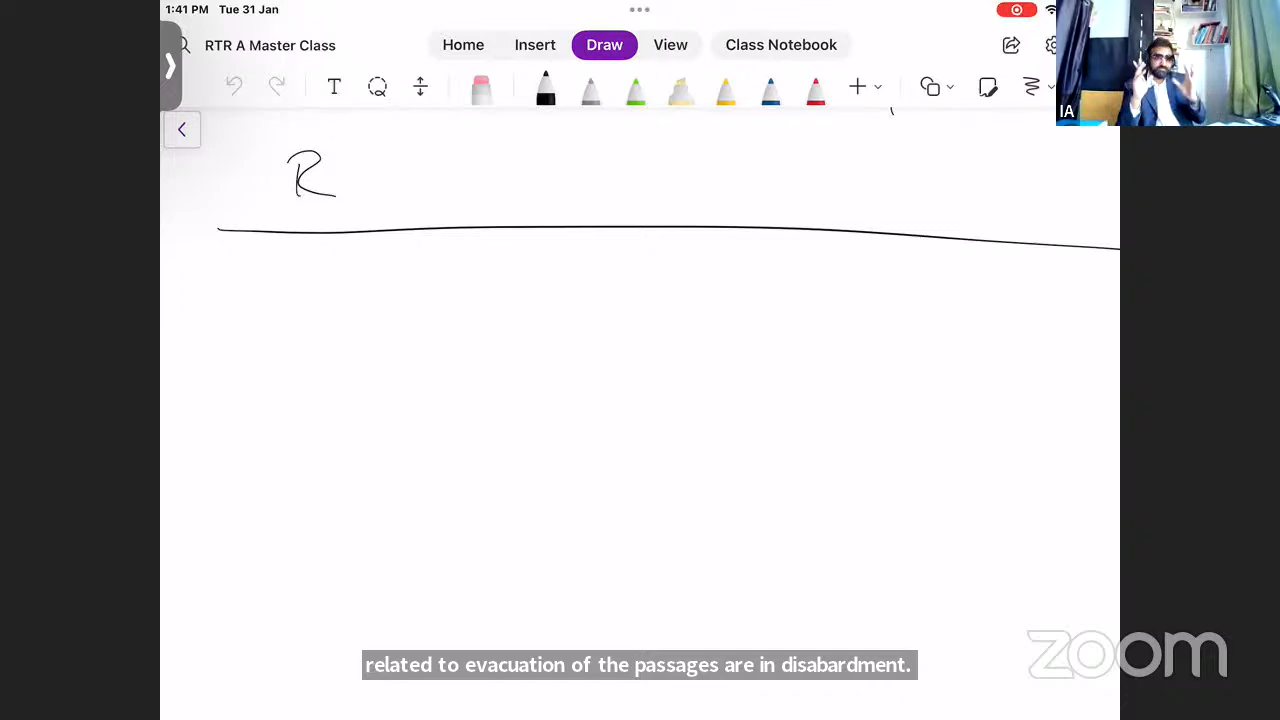 1:41 PM Tue 31 Jan
RTR A Master Class
Home Insert Draw View Class Notebook
T
IA
R
related to evacuation of the passages are in disabardment.
zoom